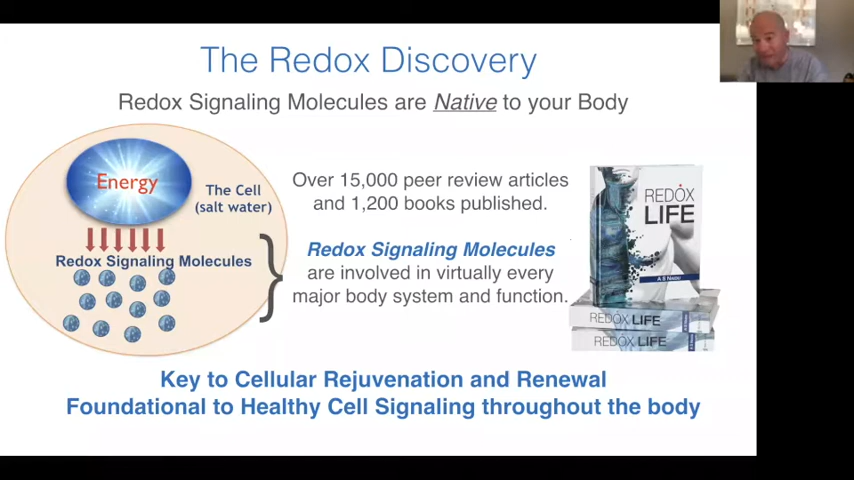 The Redox Discovery
Redox Signaling Molecules are Native to your Body
Energy
The Cell
(salt water)
Redox Signaling Molecules
Over 15,000 peer review articles
and 1,200 books published.
Redox Signaling Molecules
are involved in virtually every
major body system and function.
REDOX
LIFE
REDOX LIFE
REDOX LIFE
Key to Cellular Rejuvenation and Renewal
Foundational to Healthy Cell Signaling throughout the body